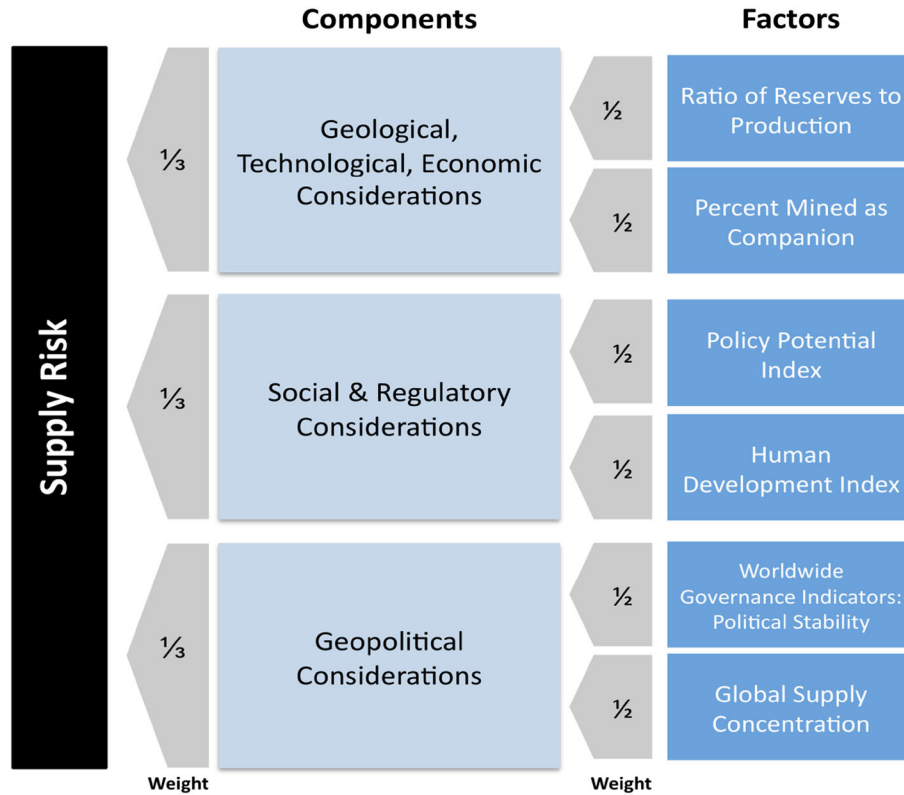 Components
Factors
Supply Risk
⅓
Geological,
Technological, Economic
Considerations
½
Ratio of Reserves to
Production
½
Percent Mined as
Companion
⅓
Social & Regulatory
Considerations
½
Policy Potential
Index
½
Human
Development Index
⅓
Geopolitical
Considerations
½
Worldwide
Governance Indicators:
Political Stability
½
Global Supply
Concentration
Weight
Weight